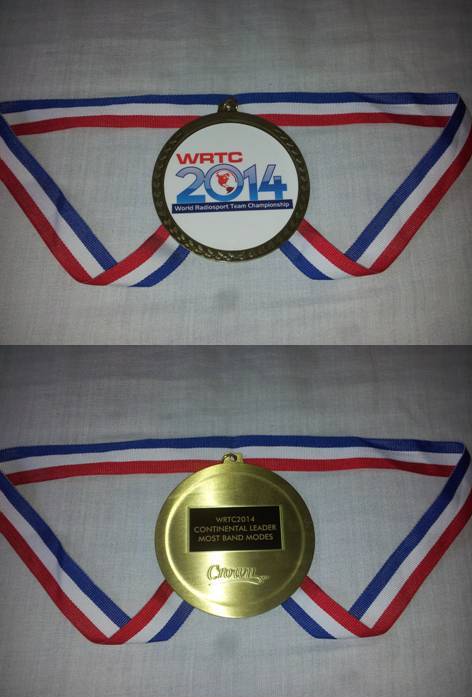 WRTC
2014
World Radiosport Team Championship
WRTC2014
CONTINENTAL LEADER
MOST BAND MODES
Crown